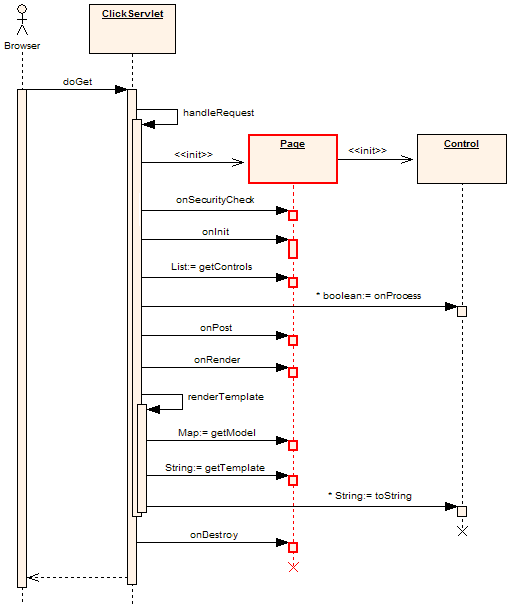 ClickServlet
Browser
doGet
handleRequest
Page
Control
<<init>>
<<init>>
onSecurityCheck
onInit
List:= getControls
* boolean:= onProcess
onPost
onRender
renderTemplate
Map:= getModel
String:= getTemplate
* String:= toString
onDestroy